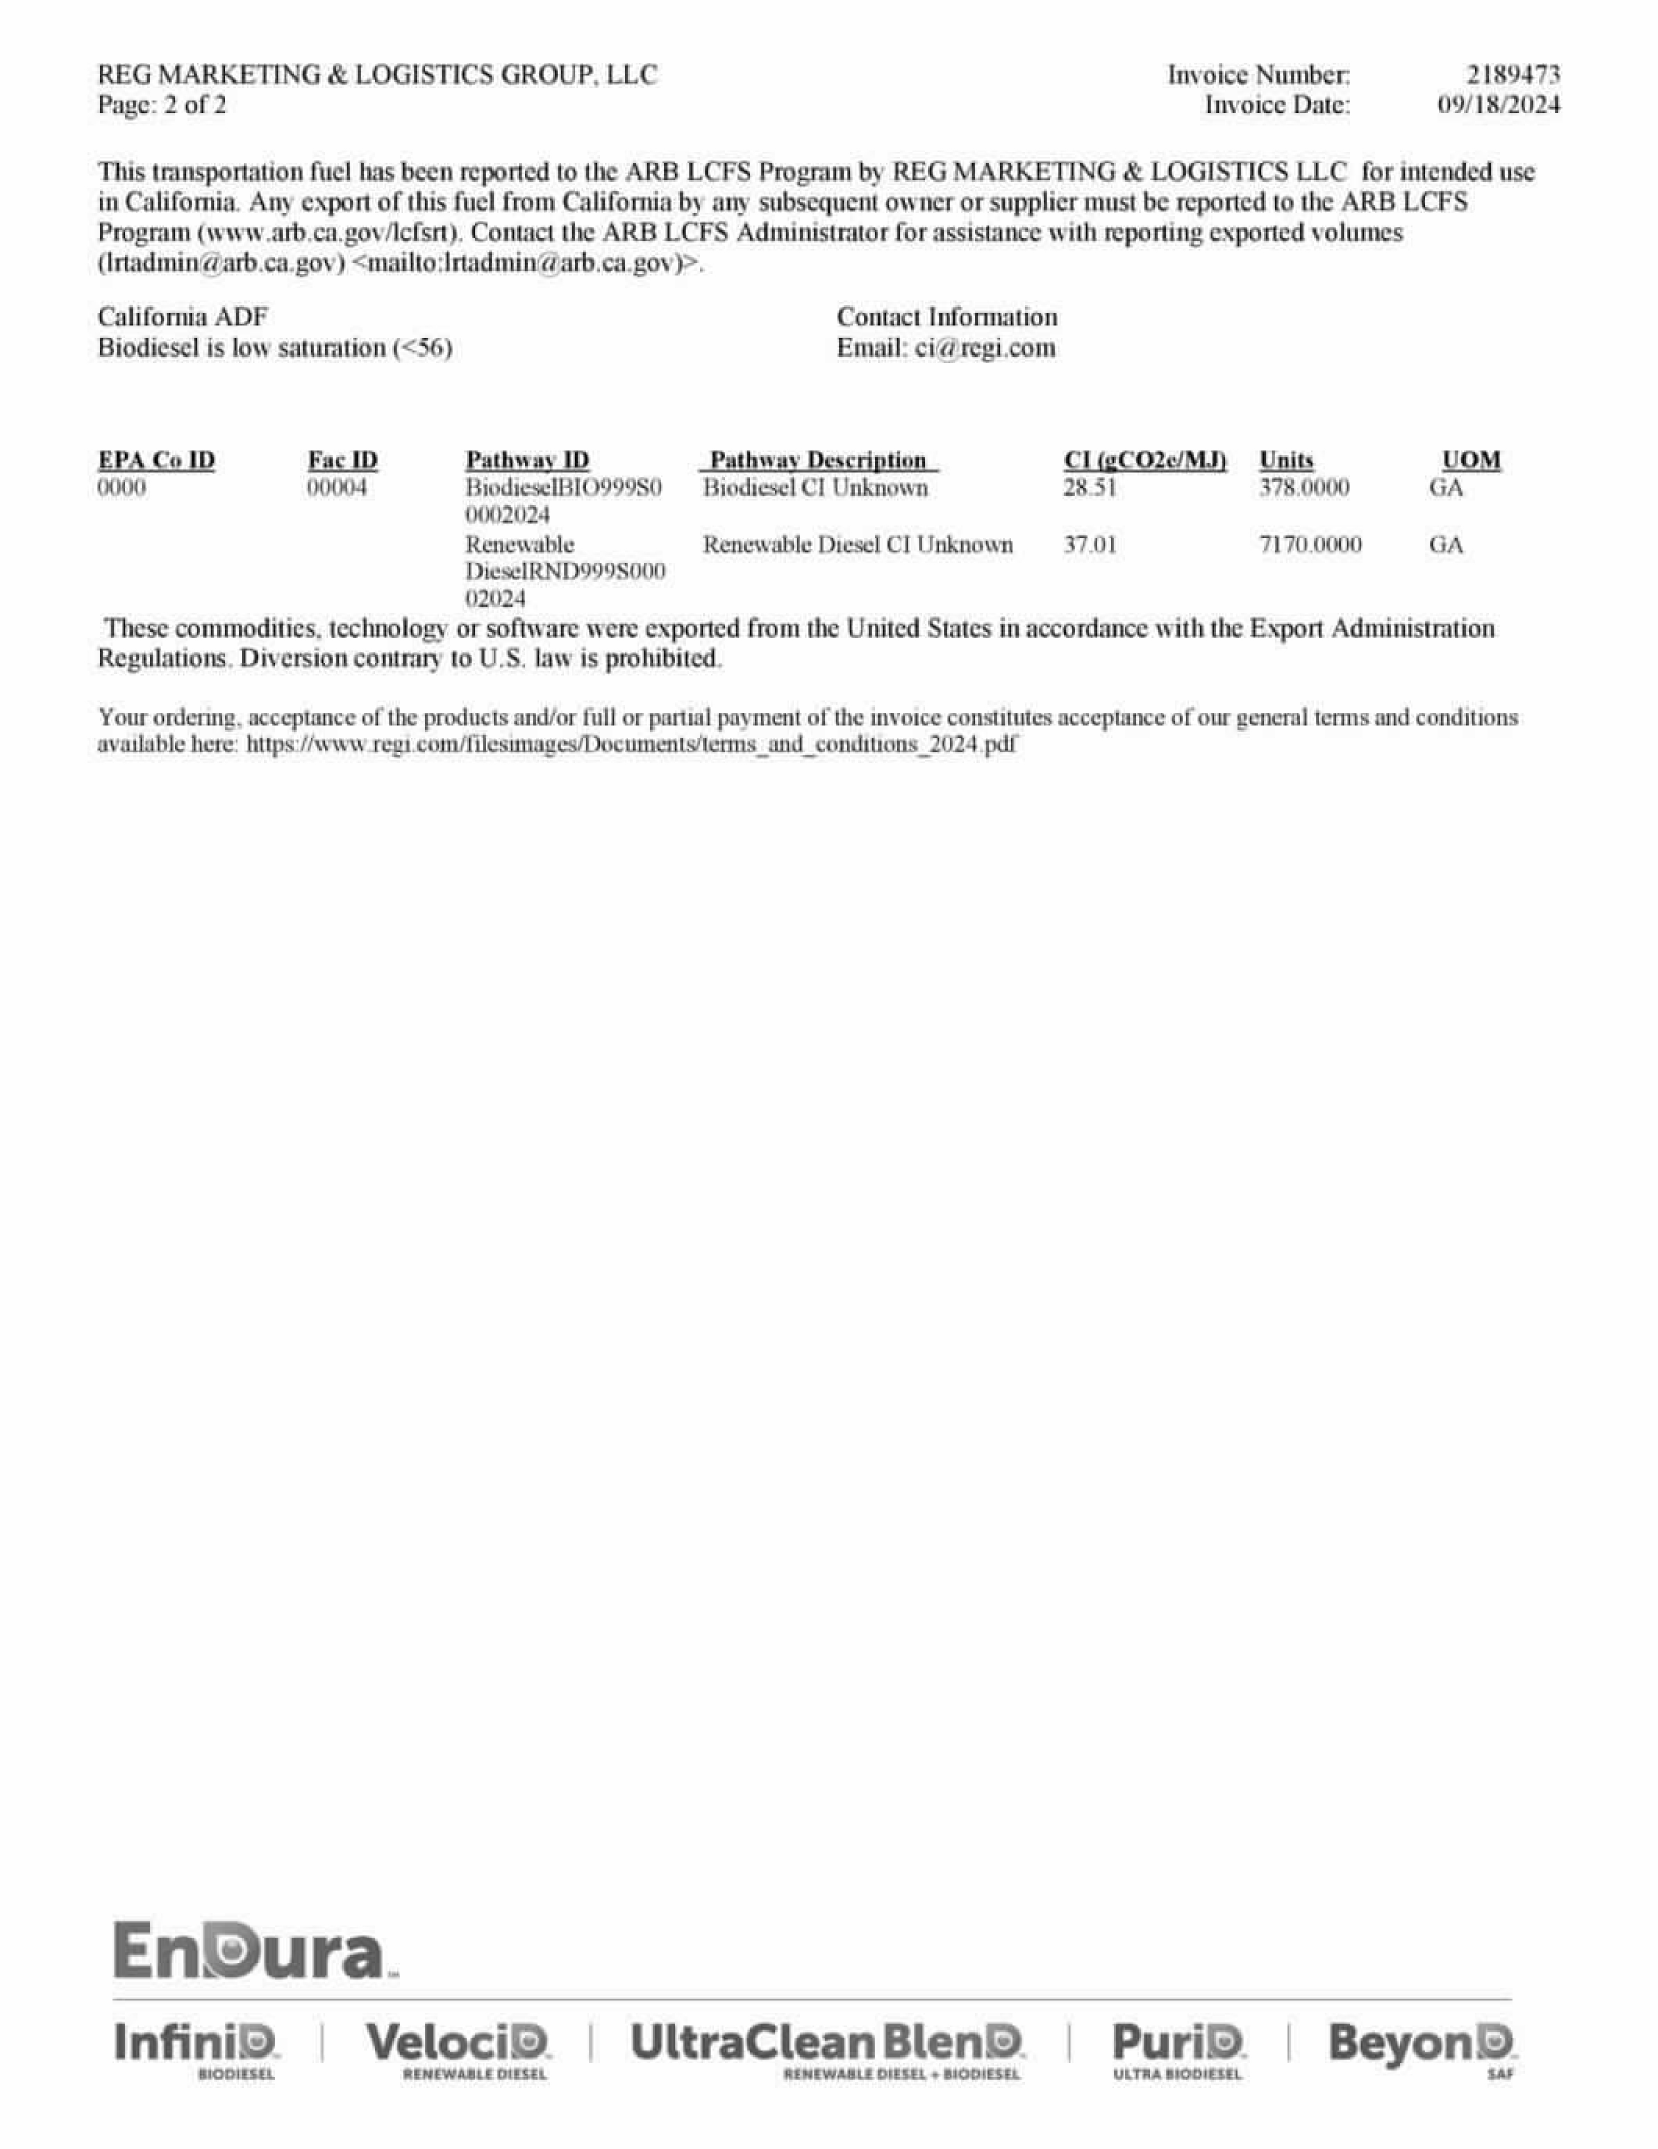 REG MARKETING & LOGISTICS GROUP, LLC
Page: 2 of 2
Invoice Number: 2189473
Invoice Date: 09/18/2024
This transportation fuel has been reported to the ARB LCFS Program by REG MARKETING & LOGISTICS LLC for intended use
in California. Any export of this fuel from California by any subsequent owner or supplier must be reported to the ARB LCFS
Program (www.arb.ca.gov/lcfsrt). Contact the ARB LCFS Administrator for assistance with reporting exported volumes
(lrtadmin@arb.ca.gov) <mailto:lrtadmin@arb.ca.gov)>.
California ADF
Biodiesel is low saturation (<56)
Contact Information
Email: ci@regi.com
EPA Co ID Fac ID Pathway ID Pathway Description CI (gCO2e/MJ) Units UOM
0000 00004 BiodieselBIO999S0 Biodiesel CI Unknown 28.51 378.0000 GA
0002024
Renewable Renewable Diesel CI Unknown 37.01 7170.0000 GA
DieselRND999S000
02024
These commodities, technology or software were exported from the United States in accordance with the Export Administration
Regulations. Diversion contrary to U.S. law is prohibited.
Your ordering, acceptance of the products and/or full or partial payment of the invoice constitutes acceptance of our general terms and conditions
available here: https://www.regi.com/filesimages/Documents/terms_and_conditions_2024.pdf
EnDura™
InfiniD | VelociD | UltraClean BlenD | PuriD | BeyonD
BIODIESEL RENEWABLE DIESEL RENEWABLE DIESEL + BIODIESEL ULTRA BIODIESEL SAF